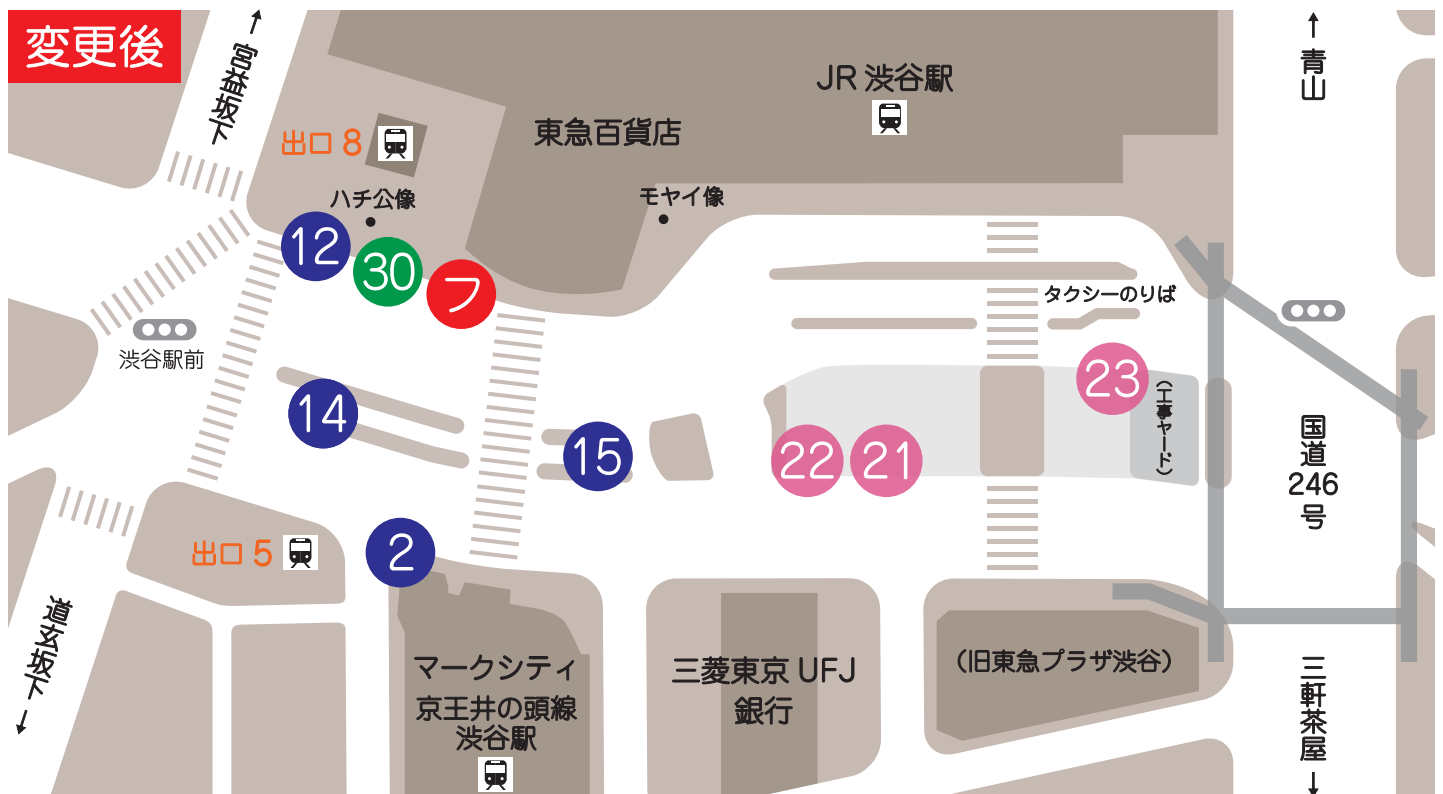 変更後
↑宮益坂下
JR 渋谷駅
↑青山
東急百貨店
出口 8
ハチ公像
モヤイ像
12
30
フ
タクシーのりば
渋谷駅前
14
15
23
22
21
（工事ヤード）
国道
246
号
出口 5
2
道玄坂下↓
マークシティ
京王井の頭線
渋谷駅
三菱東京 UFJ
銀行
（旧東急プラザ渋谷）
三軒茶屋↓